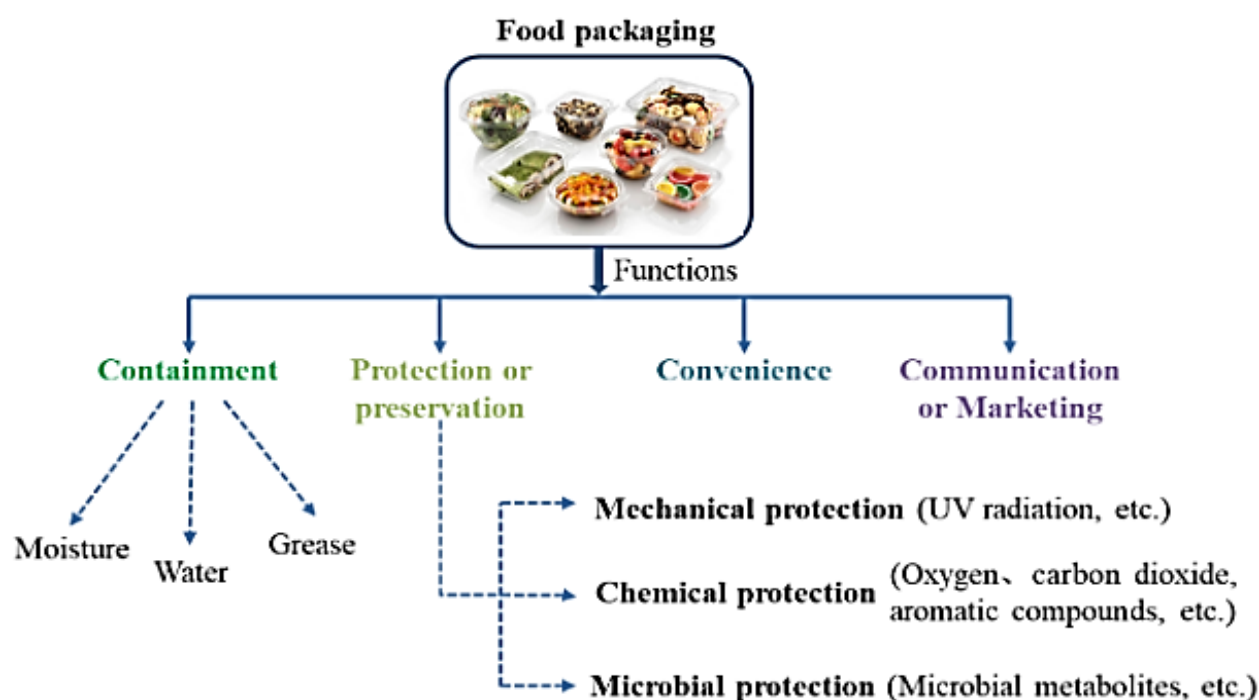 Food packaging
Functions
Containment
Protection or
preservation
Convenience
Communication
or Marketing
Moisture
Water
Grease
Mechanical protection (UV radiation, etc.)
Chemical protection (Oxygen、carbon dioxide,
aromatic compounds, etc.)
Microbial protection (Microbial metabolites, etc.)